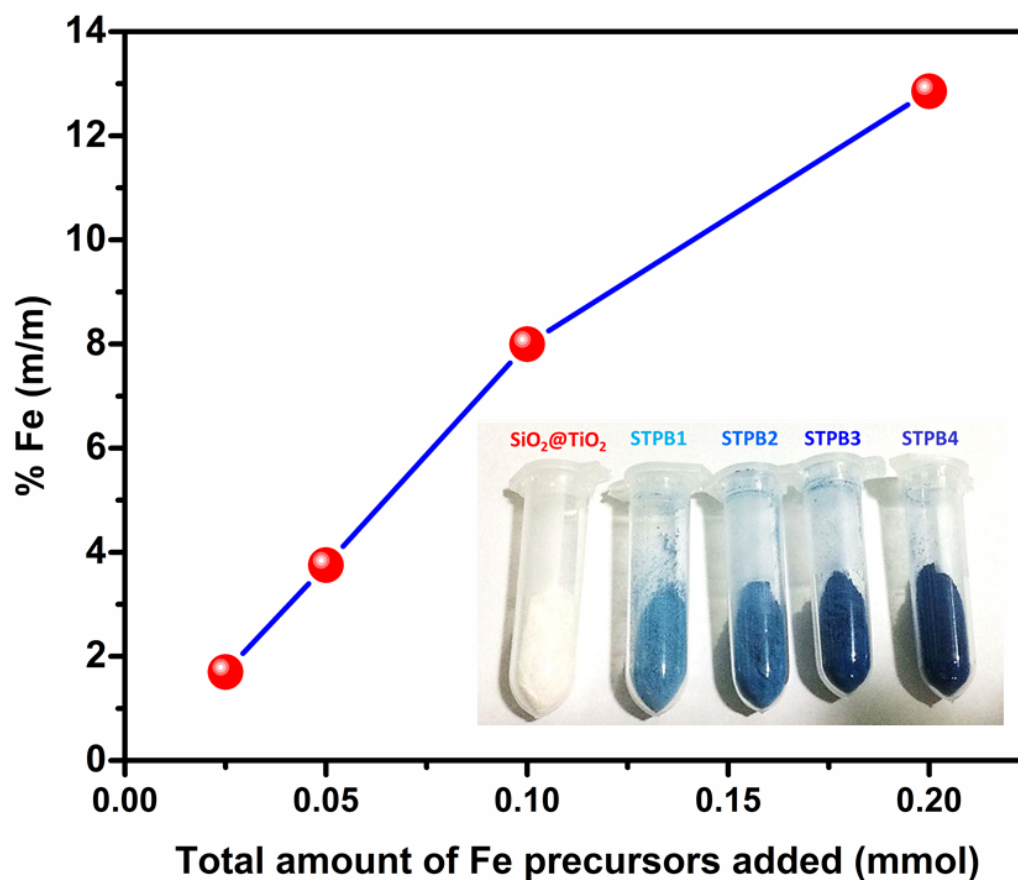 14
12
10
8
6
4
2
0
% Fe (m/m)
SiO₂@TiO₂ STPB1 STPB2 STPB3 STPB4
0.00 0.05 0.10 0.15 0.20
Total amount of Fe precursors added (mmol)